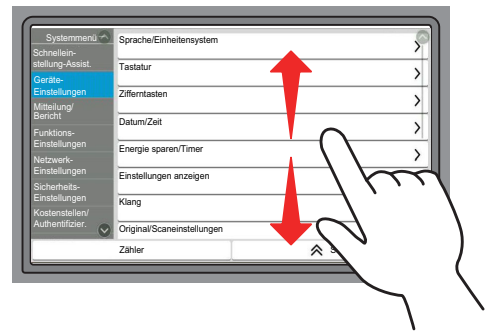 Systemmenü
Schnellein-
stellung-Assist.
Geräte-
Einstellungen
Mitteilung/
Bericht
Funktions-
Einstellungen
Netzwerk-
Einstellungen
Sicherheits-
Einstellungen
Kostenstellen/
Authentifizier.
Sprache/Einheitensystem
Tastatur
Zifferntasten
Datum/Zeit
Energie sparen/Timer
Einstellungen anzeigen
Klang
Original/Scaneinstellungen
Zähler